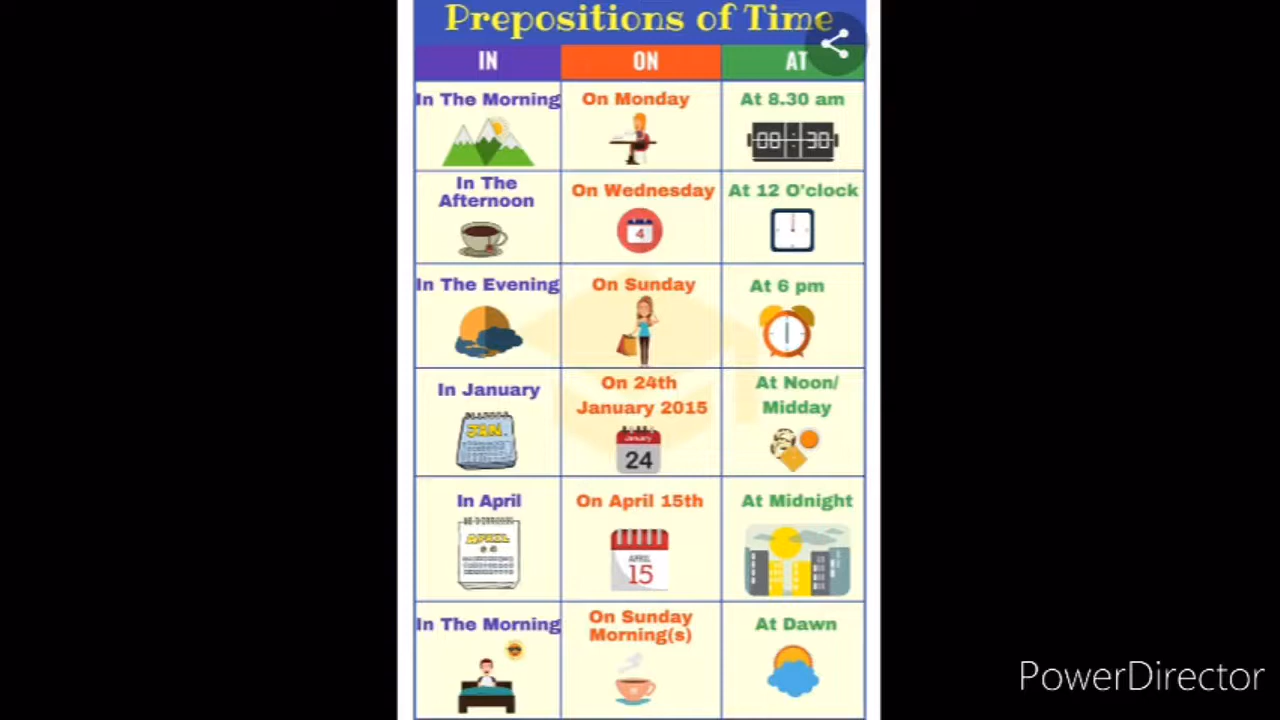 Prepositions of Time
IN ON AT
In The Morning On Monday At 8.30 am
08:30
In The
Afternoon
On Wednesday At 12 O'clock
4
In The Evening On Sunday At 6 pm
In January
On 24th
January 2015
At Noon/
Midday
JAN.
January
24
In April On April 15th At Midnight
APRIL
APRIL
15
In The Morning
On Sunday
Morning(s)
At Dawn
PowerDirector